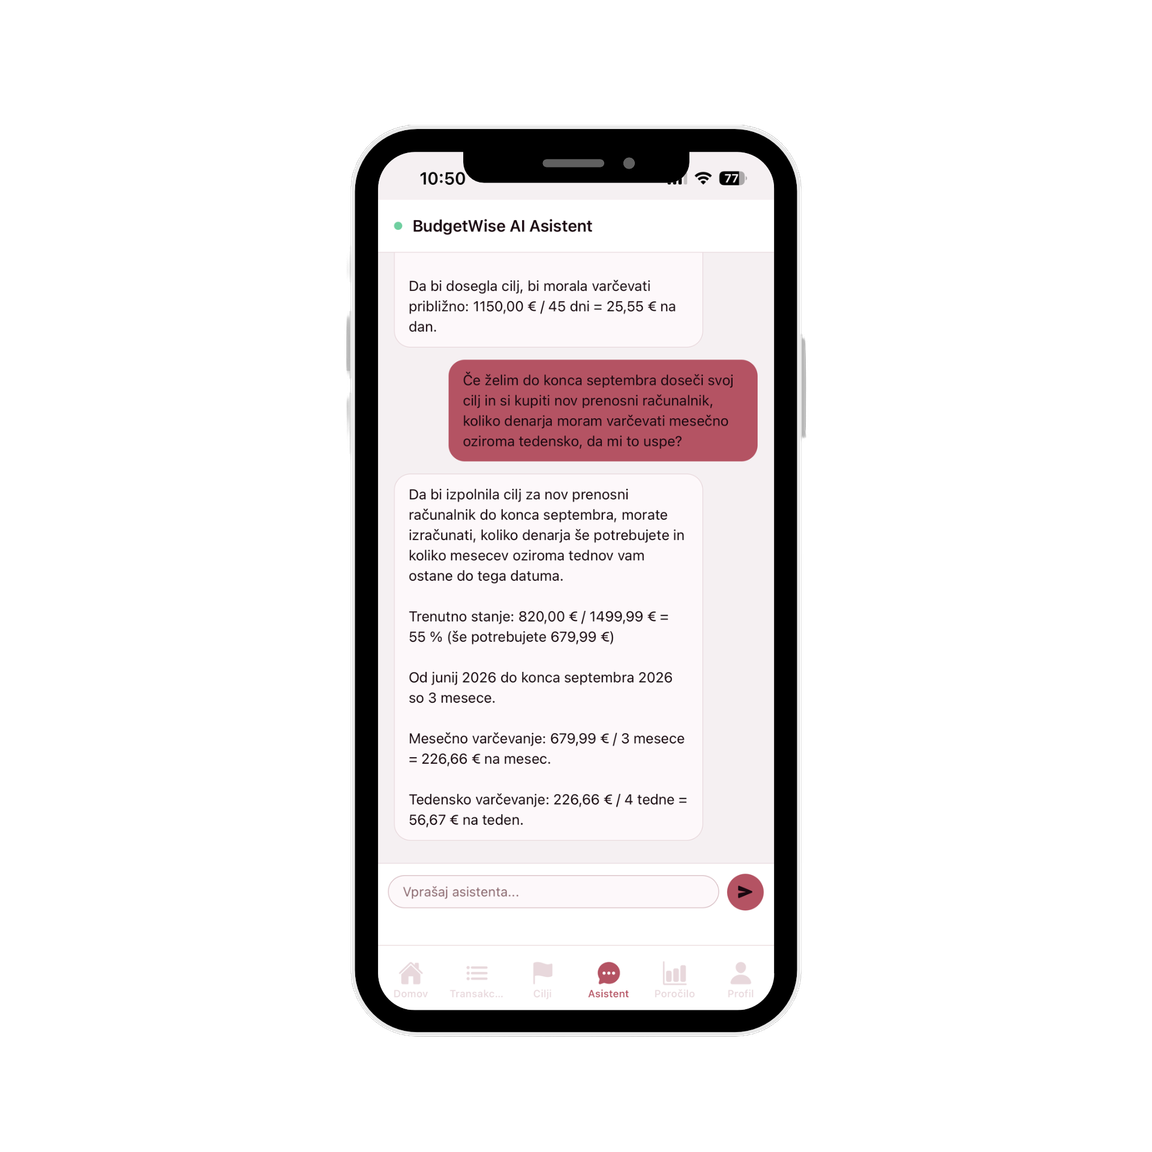 10:50
77
BudgetWise AI Asistent
Da bi dosegla cilj, bi morala varčevati
približno: 1150,00 € / 45 dni = 25,55 € na
dan.
Če želim do konca septembra doseči svoj
cilj in si kupiti nov prenosni računalnik,
koliko denarja moram varčevati mesečno
oziroma tedensko, da mi to uspe?
Da bi izpolnila cilj za nov prenosni
računalnik do konca septembra, morate
izračunati, koliko denarja še potrebujete in
koliko mesecev oziroma tednov vam
ostane do tega datuma.
Trenutno stanje: 820,00 € / 1499,99 € =
55 % (še potrebujete 679,99 €)
Od junij 2026 do konca septembra 2026
so 3 mesece.
Mesečno varčevanje: 679,99 € / 3 mesece
= 226,66 € na mesec.
Tedensko varčevanje: 226,66 € / 4 tedne =
56,67 € na teden.
Vprašaj asistenta...
Domov Transakc... Cilji Asistent Poročilo Profil